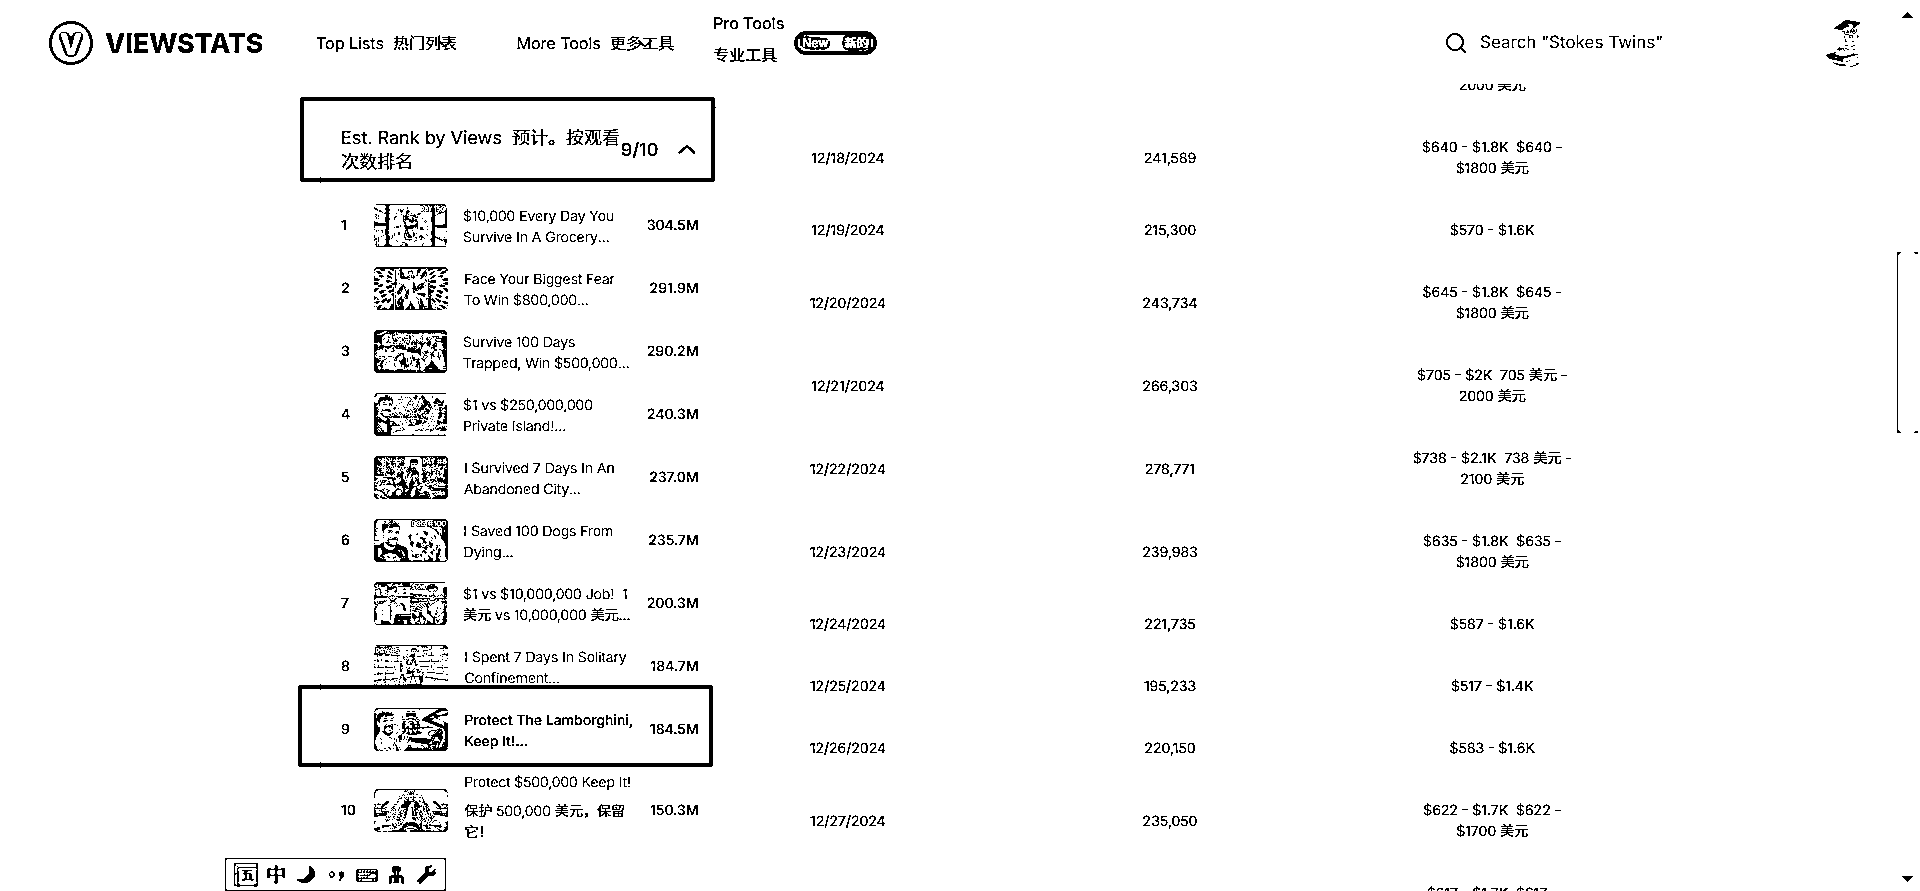 VIEWSTATS
Top Lists 热门列表
More Tools 更多工具
Pro Tools
专业工具
New 新的
Search "Stokes Twins"
Est. Rank by Views 预计。按观看
次数排名
9/10
1
$10,000 Every Day You
Survive In A Grocery...
304.5M
2
Face Your Biggest Fear
To Win $800,000...
291.9M
3
Survive 100 Days
Trapped, Win $500,000...
290.2M
4
$1 vs $250,000,000
Private Island!...
240.3M
5
I Survived 7 Days In An
Abandoned City...
237.0M
6
I Saved 100 Dogs From
Dying...
235.7M
7
$1 vs $10,000,000 Job! 1
美元 vs 10,000,000 美元...
200.3M
8
I Spent 7 Days In Solitary
Confinement...
184.7M
9
Protect The Lamborghini,
Keep It!...
184.5M
10
Protect $500,000 Keep It!
保护 500,000 美元，保留
它！
150.3M
2000 美元
12/18/2024
241,589
$640 - $1.8K $640 -
$1800 美元
12/19/2024
215,300
$570 - $1.6K
12/20/2024
243,734
$645 - $1.8K $645 -
$1800 美元
12/21/2024
266,303
$705 - $2K 705 美元 -
2000 美元
12/22/2024
278,771
$738 - $2.1K 738 美元 -
2100 美元
12/23/2024
239,983
$635 - $1.8K $635 -
$1800 美元
12/24/2024
221,735
$587 - $1.6K
12/25/2024
195,233
$517 - $1.4K
12/26/2024
220,150
$583 - $1.6K
12/27/2024
235,050
$622 - $1.7K $622 -
$1700 美元
五 中